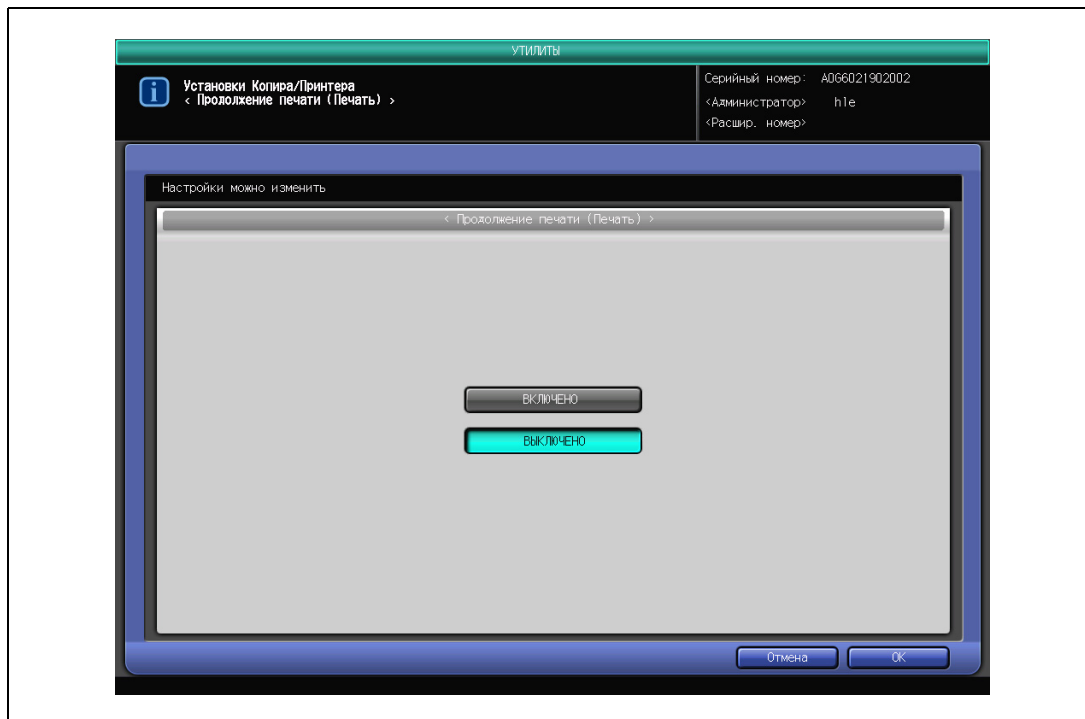 УТИЛИТЫ
Установки Копира/Принтера
< Продолжение печати (Печать) >
Серийный номер: A0G6021902002
<Администратор> hle
<Расшир. номер>
Настройки можно изменить
< Продолжение печати (Печать) >
ВКЛЮЧЕНО
ВЫКЛЮЧЕНО
Отмена
OK